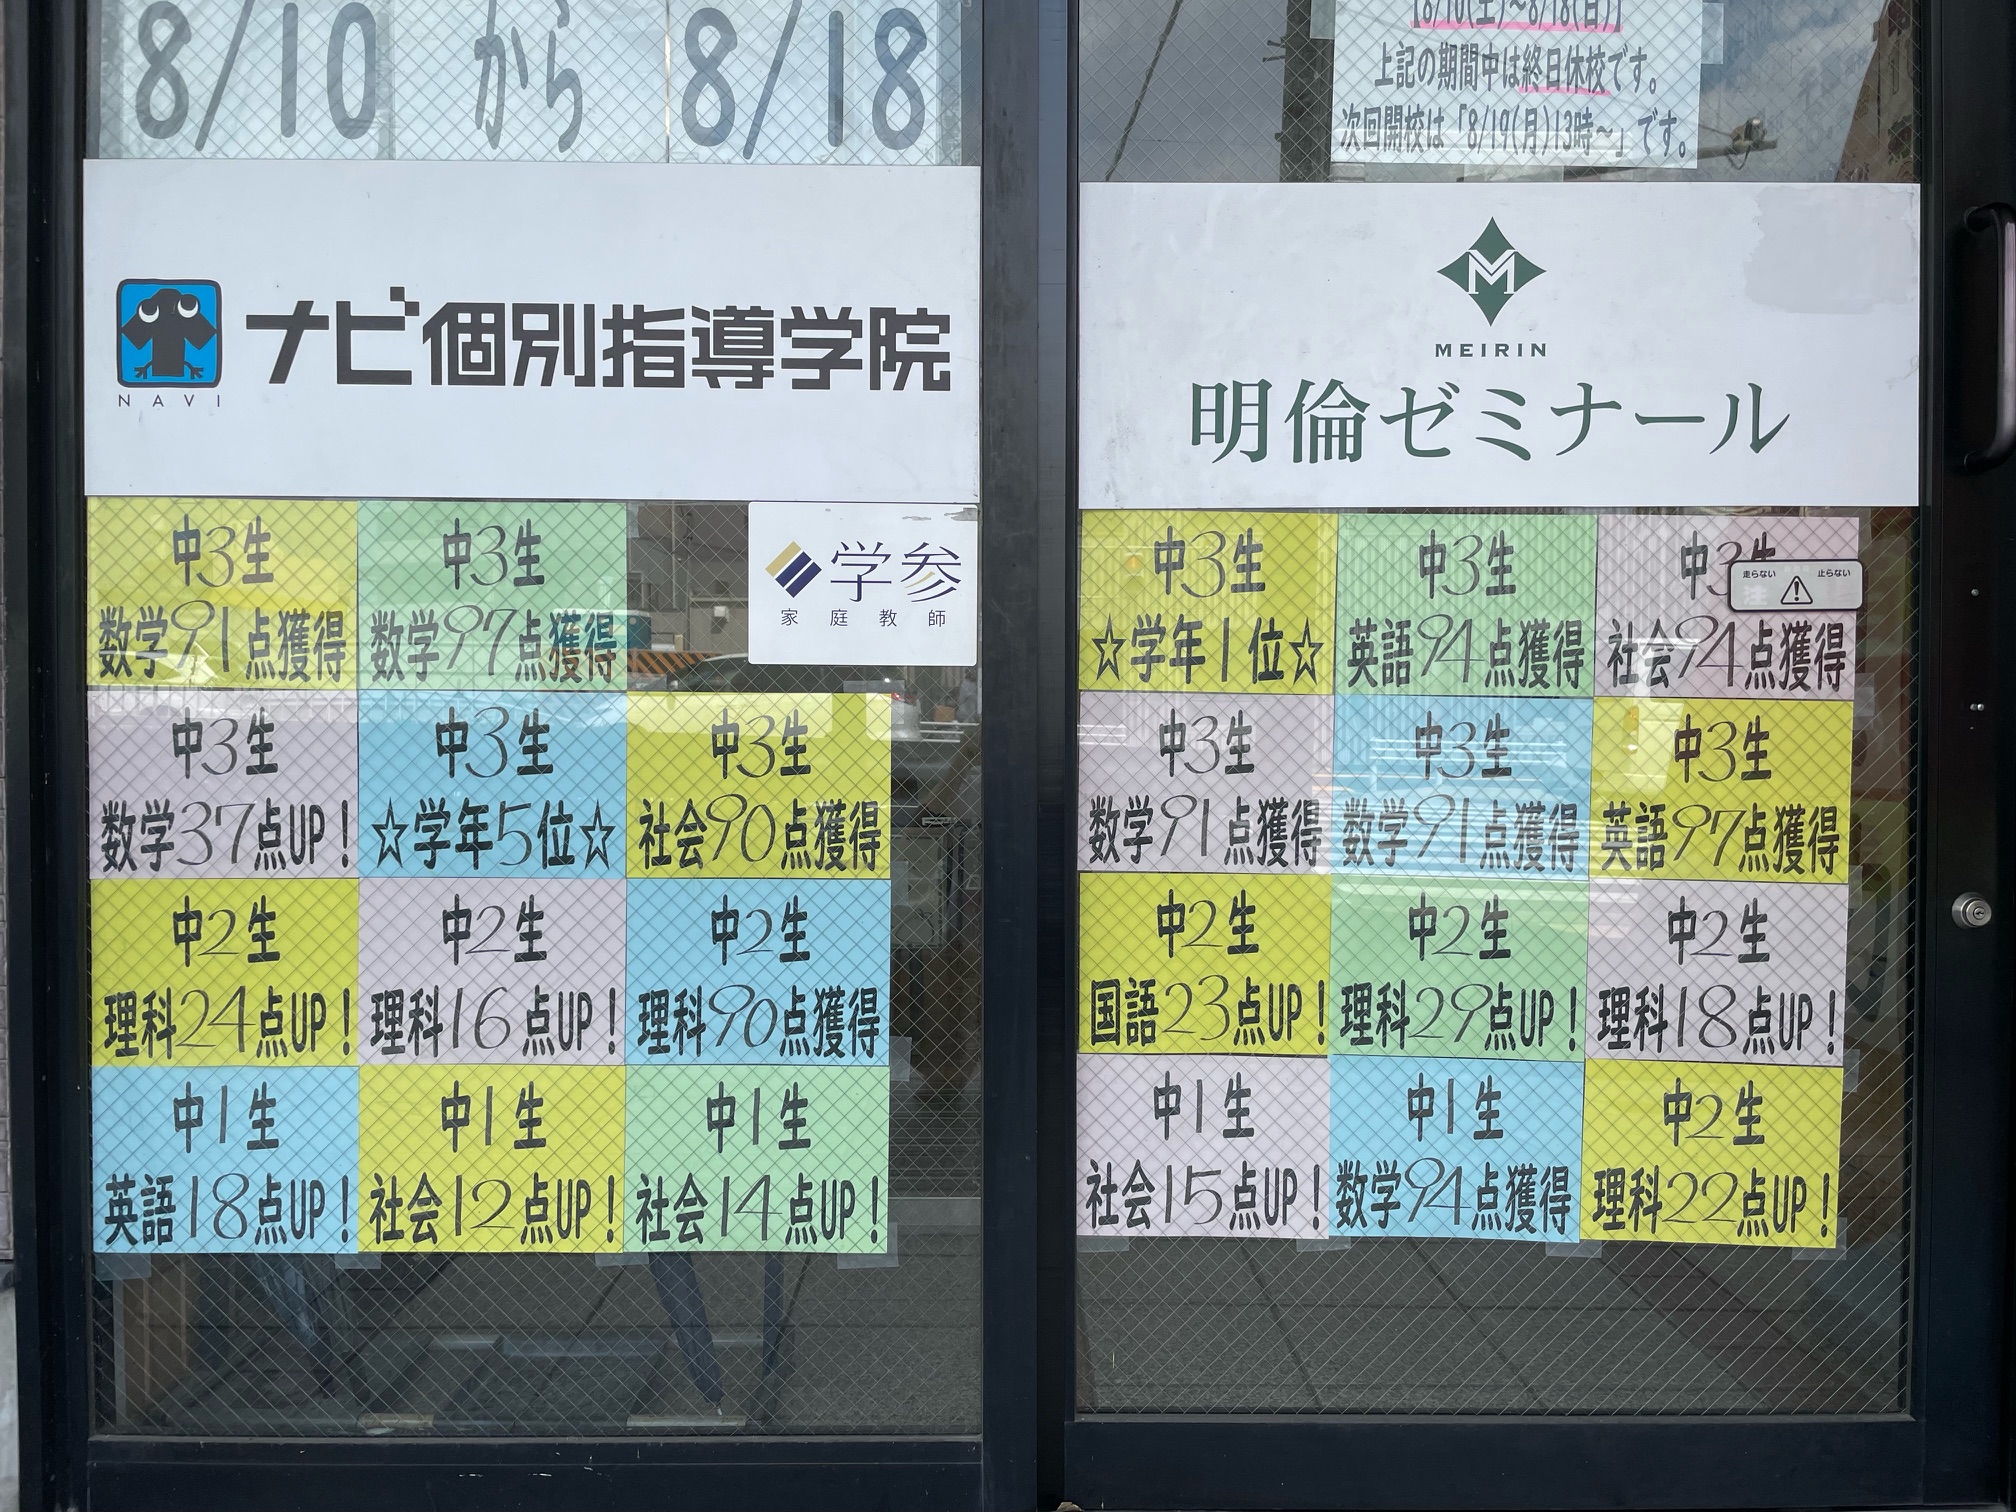 8/10 から 8/18
NAVI
ナビ個別指導学院
学参
家庭教師
中3生
数学91点獲得
中3生
数学97点獲得
中3生
数学37点UP!
中3生
☆学年5位☆
中3生
社会90点獲得
中2生
理科24点UP!
中2生
理科16点UP!
中2生
理科90点獲得
中1生
英語18点UP!
中1生
社会12点UP!
中1生
社会14点UP!
【8/10(土)~8/18(日)】
上記の期間中は終日休校です。
次回開校は「8/19(月)13時~」です。
M
MEIRIN
明倫ゼミナール
中3生
☆学年1位☆
中3生
英語94点獲得
中3生
社会94点獲得
走らない 止らない
中3生
数学91点獲得
中3生
数学91点獲得
中3生
英語97点獲得
中2生
国語23点UP!
中2生
理科29点UP!
中2生
理科18点UP!
中1生
社会15点UP!
中1生
数学94点獲得
中2生
理科22点UP!